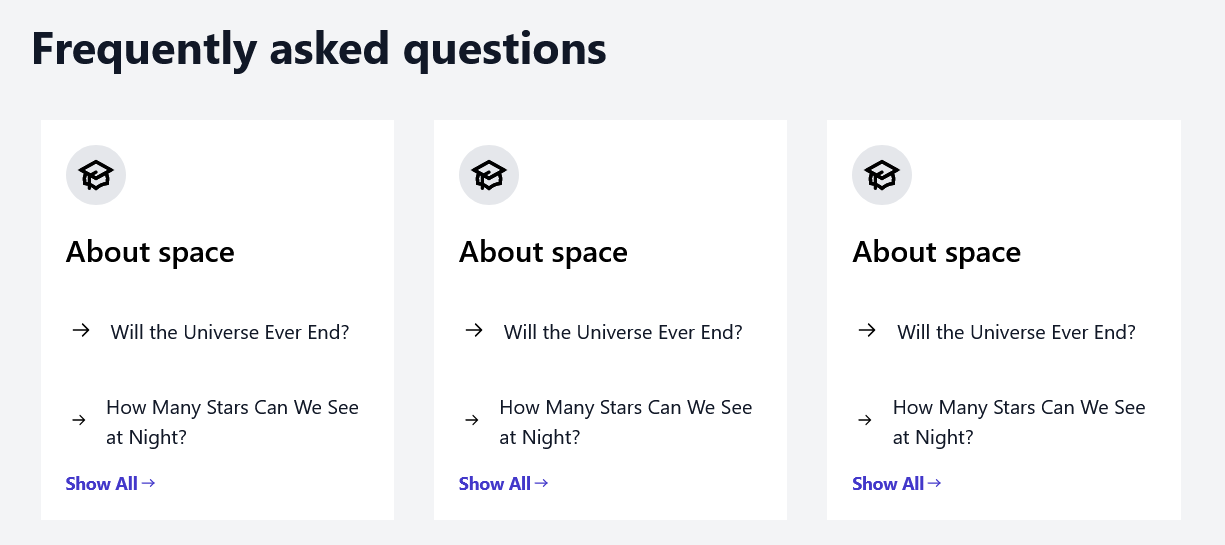 Frequently asked questions
About space
Will the Universe Ever End?
How Many Stars Can We See
at Night?
Show All →
About space
Will the Universe Ever End?
How Many Stars Can We See
at Night?
Show All →
About space
Will the Universe Ever End?
How Many Stars Can We See
at Night?
Show All →